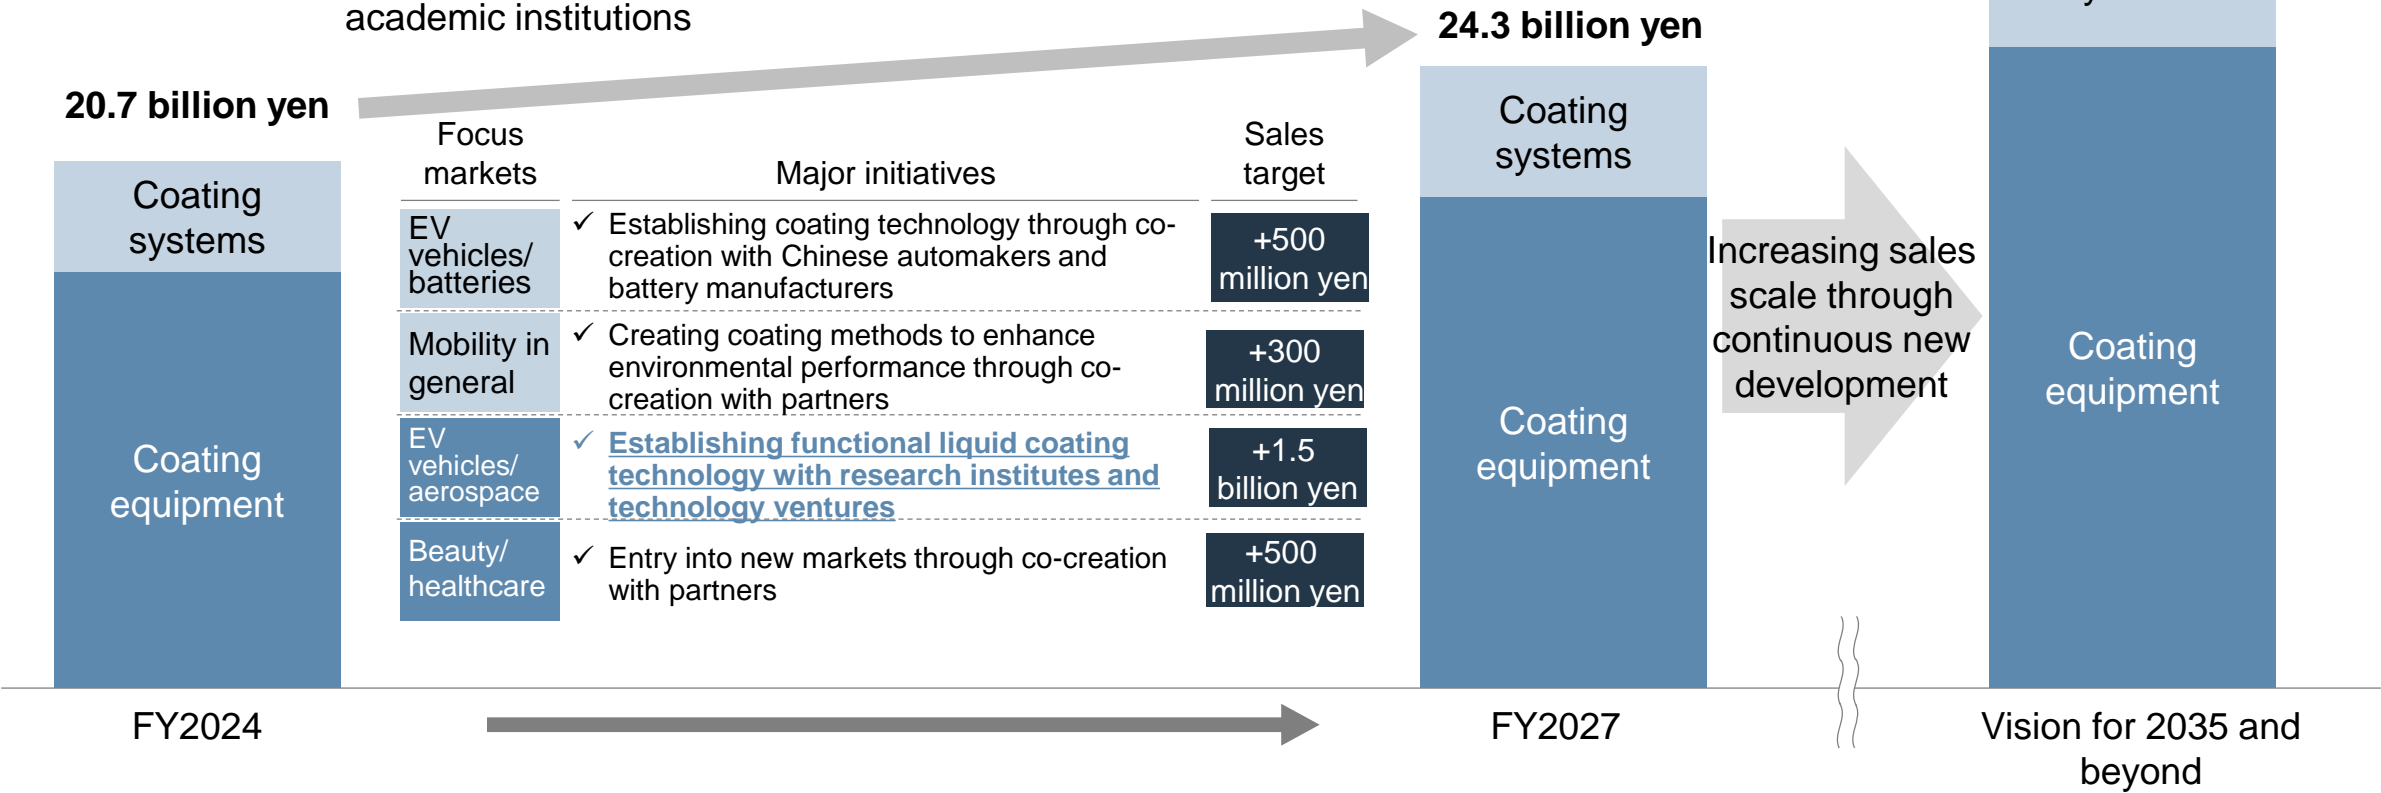 academic institutions
24.3 billion yen
20.7 billion yen
Focus
markets
Major initiatives
Sales
target
Coating
systems
Coating
equipment
EV
vehicles/
batteries
✓ Establishing coating technology through co-
creation with Chinese automakers and
battery manufacturers
+500
million yen
Mobility in
general
✓ Creating coating methods to enhance
environmental performance through co-
creation with partners
+300
million yen
EV
vehicles/
aerospace
✓ Establishing functional liquid coating
technology with research institutes and
technology ventures
+1.5
billion yen
Beauty/
healthcare
✓ Entry into new markets through co-creation
with partners
+500
million yen
Coating
systems
Coating
equipment
Increasing sales
scale through
continuous new
development
Coating
equipment
FY2024
FY2027
Vision for 2035 and
beyond